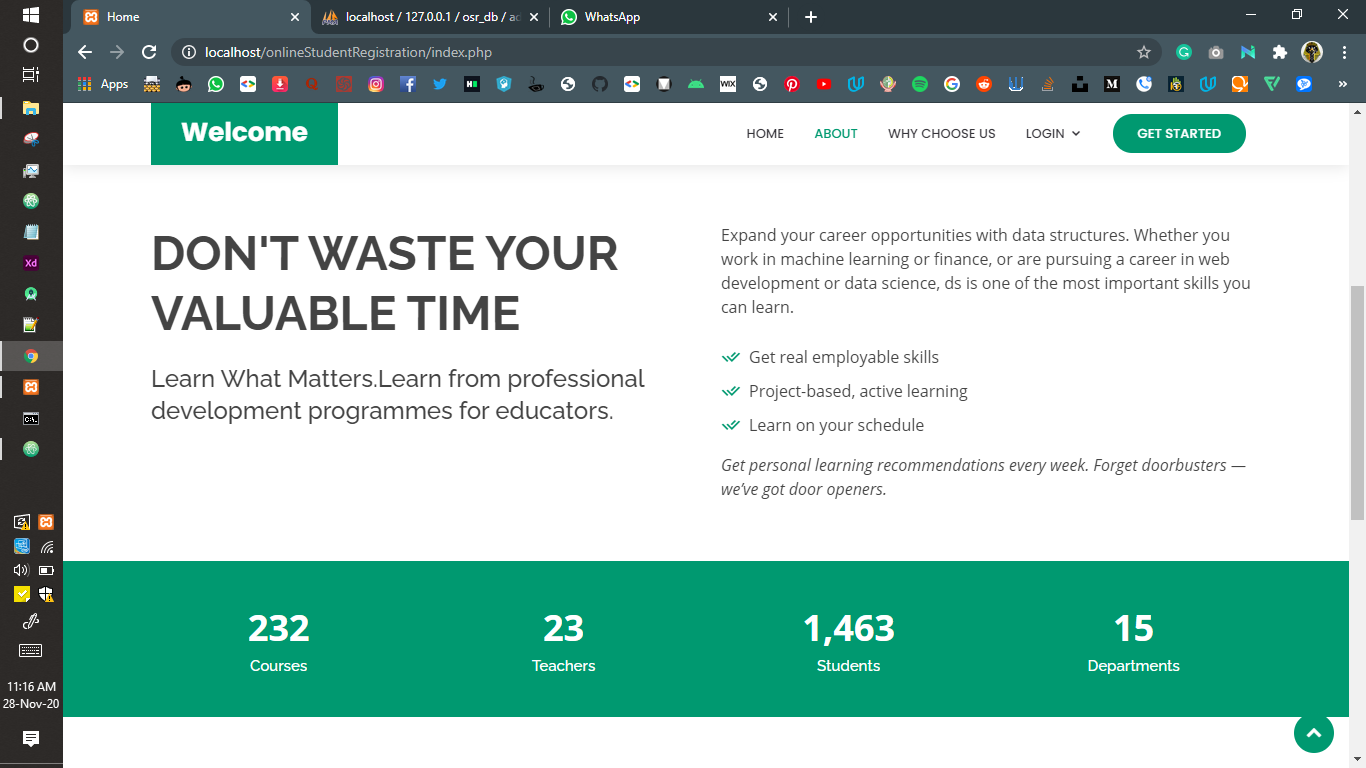 Home
localhost / 127.0.0.1 / osr_db / ad
WhatsApp
localhost/onlineStudentRegistration/index.php
Apps
WiX
M
Xd
Welcome
HOME
ABOUT
WHY CHOOSE US
LOGIN
GET STARTED
DON'T WASTE YOUR
VALUABLE TIME
Learn What Matters.Learn from professional
development programmes for educators.
Expand your career opportunities with data structures. Whether you
work in machine learning or finance, or are pursuing a career in web
development or data science, ds is one of the most important skills you
can learn.
Get real employable skills
Project-based, active learning
Learn on your schedule
Get personal learning recommendations every week. Forget doorbusters —
we’ve got door openers.
232
Courses
23
Teachers
1,463
Students
15
Departments
11:16 AM
28-Nov-20